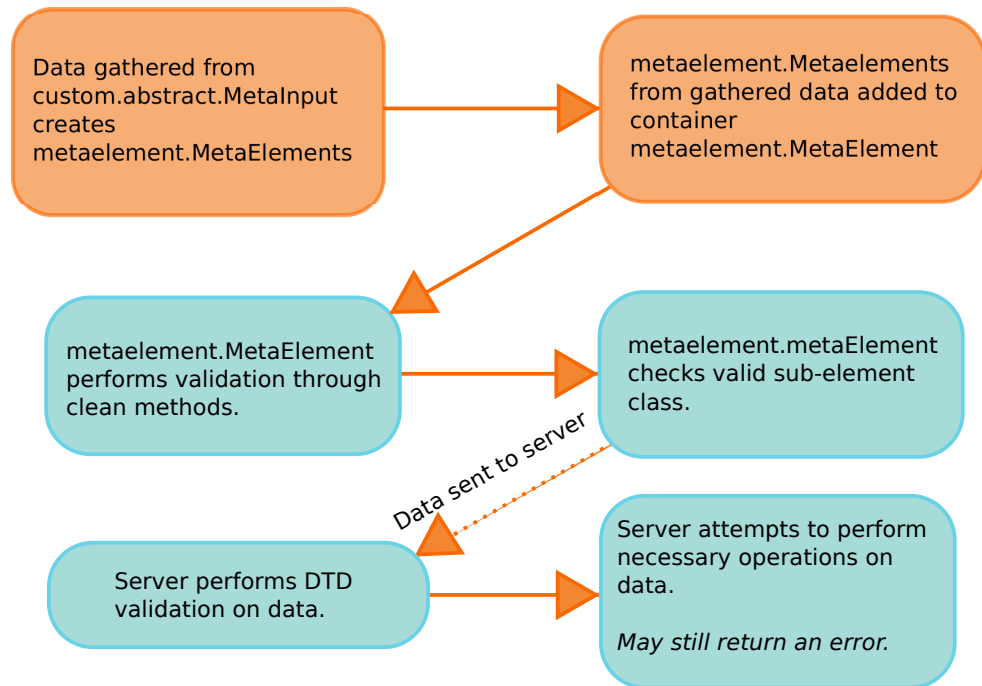 Data gathered from
custom.abstract.MetaInput
creates
metaelement.MetaElements
metaelement.Metaelements
from gathered data added to
container
metaelement.MetaElement
metaelement.MetaElement
performs validation through
clean methods.
metaelement.metaElement
checks valid sub-element
class.
Data sent to server
Server performs DTD
validation on data.
Server attempts to perform
necessary operations on
data.
May still return an error.